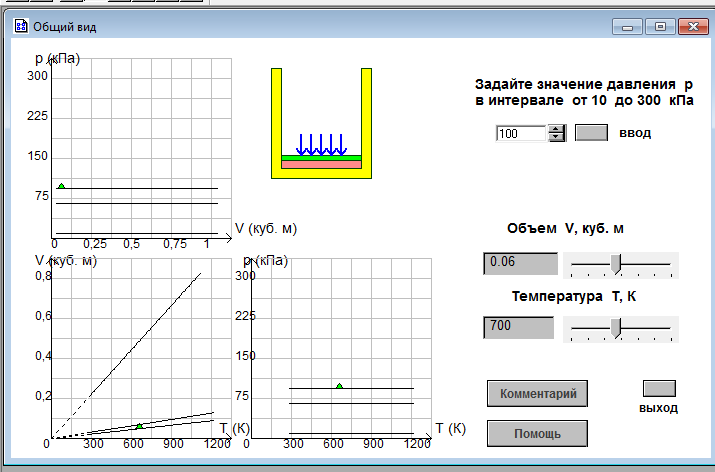 Общий вид
p (кПа)
300
225
150
75
0 0,25 0,5 0,75 1
V (куб. м)
Задайте значение давления p
в интервале от 10 до 300 кПа
100
ввод
Объем V, куб. м
0.06
Температура T, К
700
V (куб. м)
0,8
0,6
0,4
0,2
0 300 600 900 1200
T (К)
p (кПа)
300
225
150
75
0 300 600 900 1200
T (К)
Комментарий
выход
Помощь